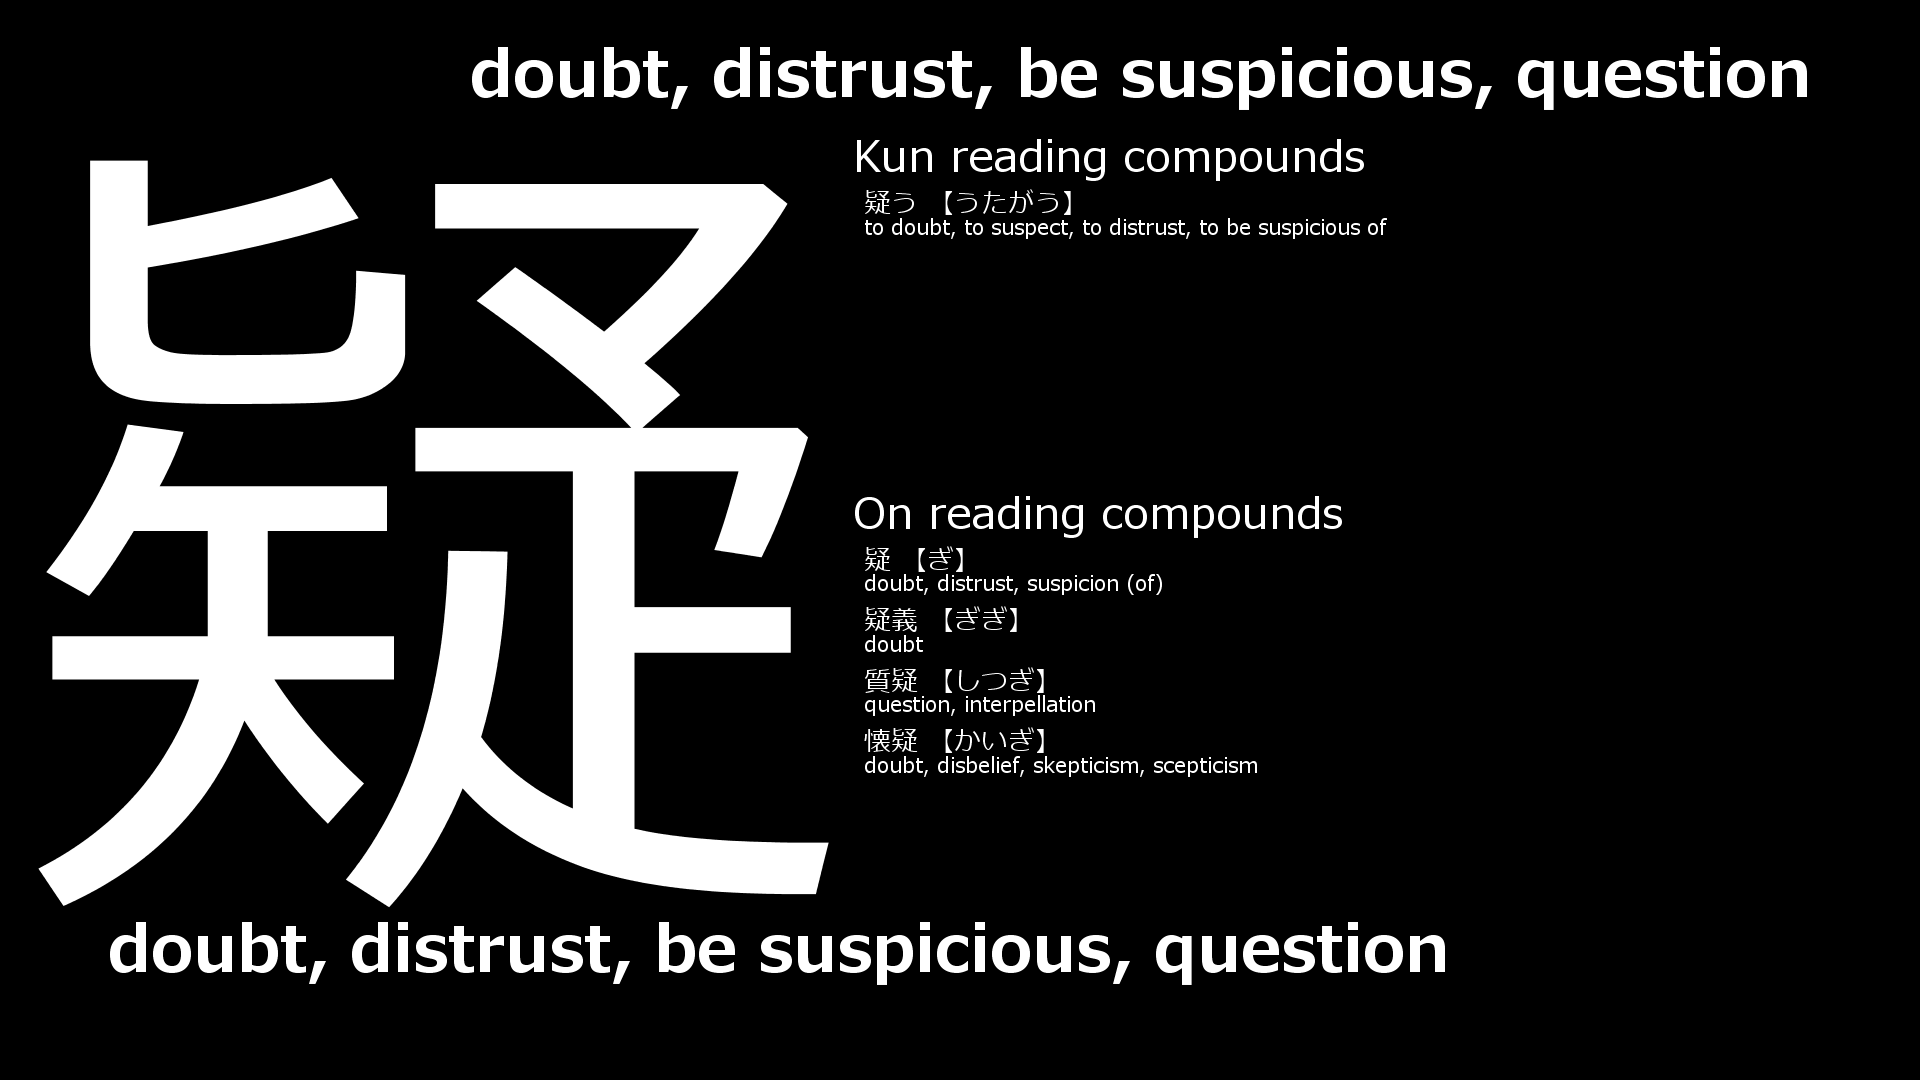 doubt, distrust, be suspicious, question
疑
Kun reading compounds
疑う 【うたがう】
to doubt, to suspect, to distrust, to be suspicious of
On reading compounds
疑 【ぎ】
doubt, distrust, suspicion (of)
疑義 【ぎぎ】
doubt
質疑 【しつぎ】
question, interpellation
懐疑 【かいぎ】
doubt, disbelief, skepticism, scepticism
doubt, distrust, be suspicious, question